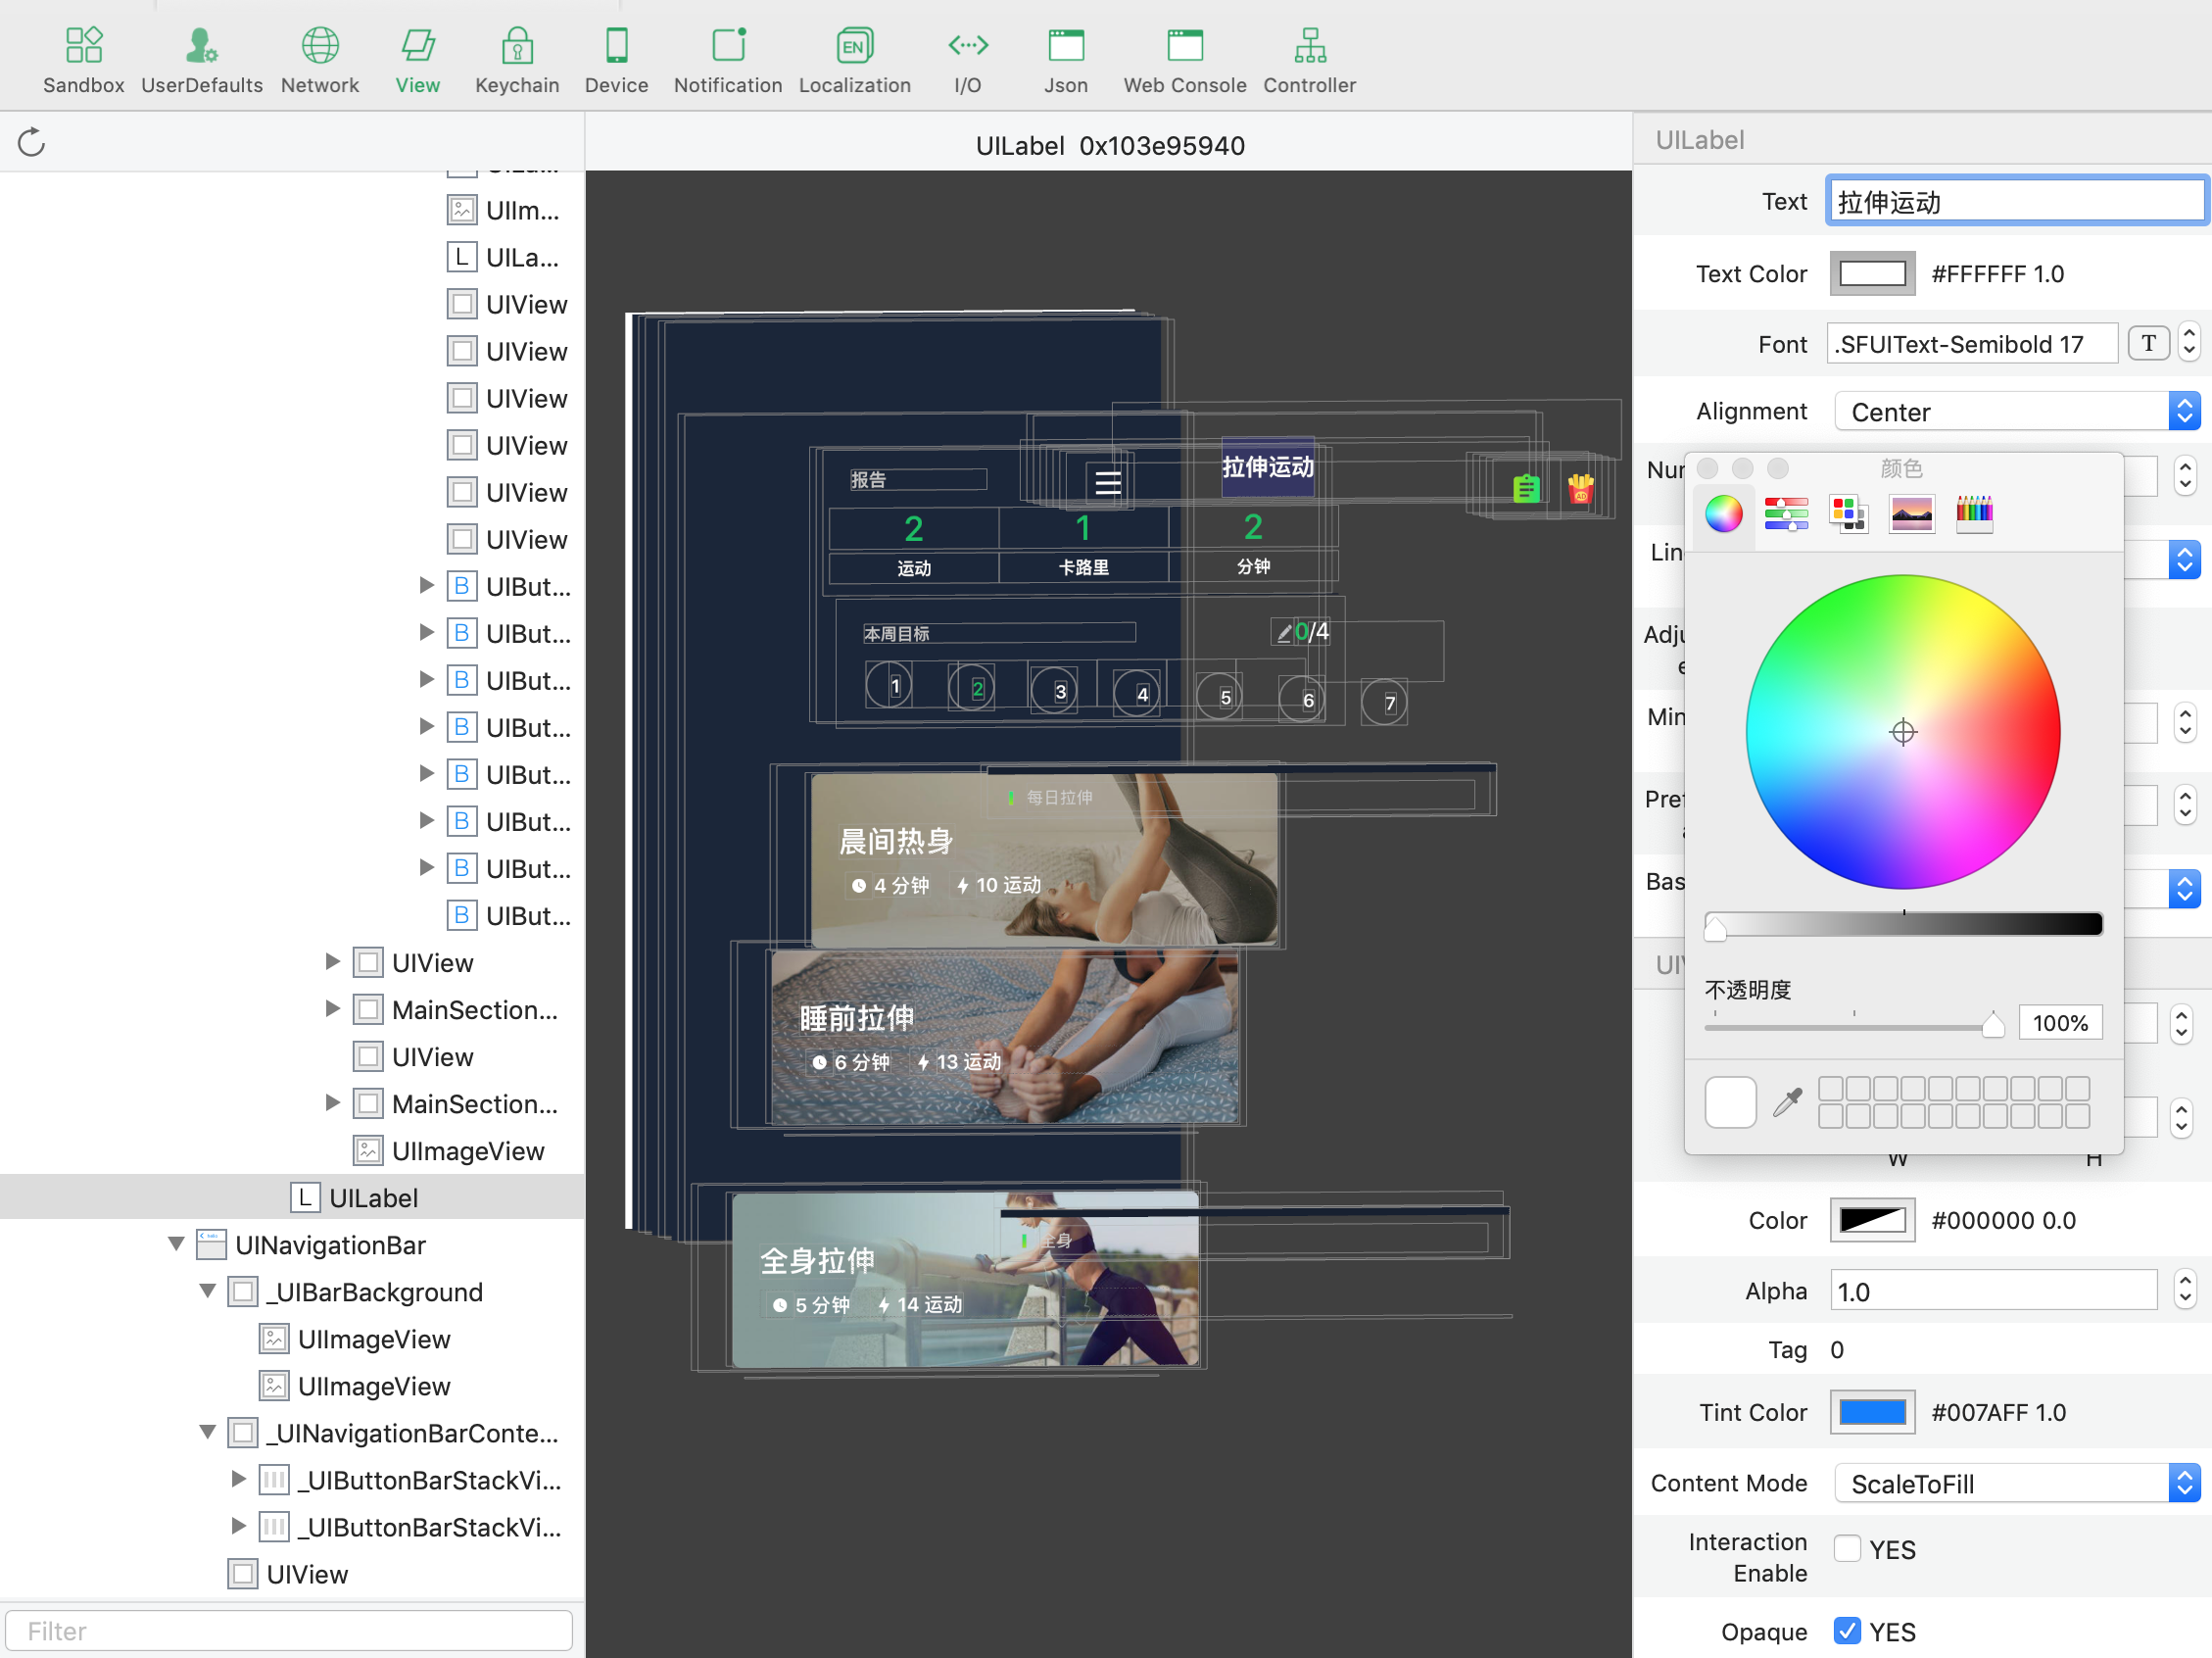 Sandbox UserDefaults Network View Keychain Device Notification Localization I/O Json Web Console Controller
EN
UILabel 0x103e95940
UIIm...
L UILa...
UIView
UIView
UIView
UIView
UIView
UIView
B UIBut...
B UIBut...
B UIBut...
B UIBut...
B UIBut...
B UIBut...
B UIBut...
B UIBut...
UIView
MainSection...
UIView
MainSection...
UIImageView
L UILabel
UINavigationBar
_UIBarBackground
UIImageView
UIImageView
_UINavigationBarConte...
_UIButtonBarStackVi...
_UIButtonBarStackVi...
UIView
Filter
报告
拉伸运动
2 1 2
运动 卡路里 分钟
本周目标
0/4
1 2 3 4 5 6 7
每日拉伸
晨间热身
4 分钟 10 运动
睡前拉伸
6 分钟 13 运动
全身
全身拉伸
5 分钟 14 运动
UILabel
Text 拉伸运动
Text Color #FFFFFF 1.0
Font .SFUIText-Semibold 17 T
Alignment Center
颜色
不透明度
100%
W H
Color #000000 0.0
Alpha 1.0
Tag 0
Tint Color #007AFF 1.0
Content Mode ScaleToFill
Interaction
Enable YES
Opaque YES